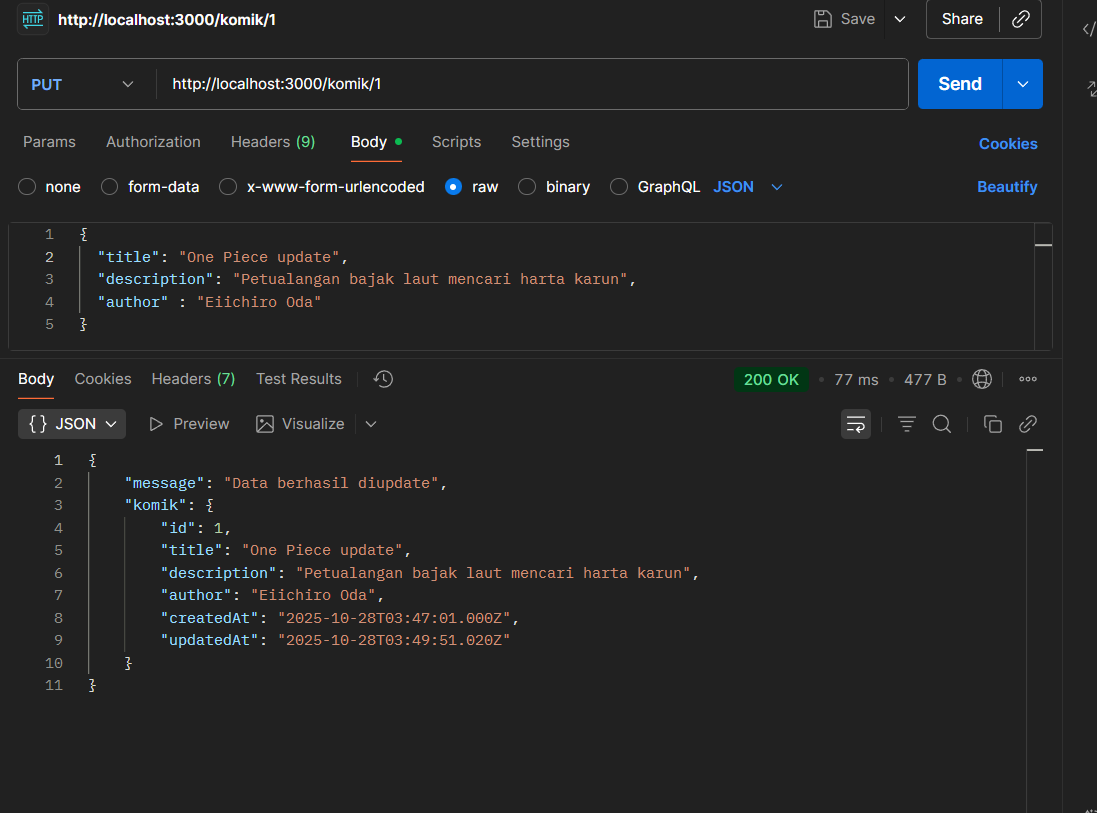 HTTP http://localhost:3000/komik/1 Save Share
PUT http://localhost:3000/komik/1 Send
Params Authorization Headers (9) Body Scripts Settings Cookies
none form-data x-www-form-urlencoded raw binary GraphQL JSON Beautify
1 {
2 "title": "One Piece update",
3 "description": "Petualangan bajak laut mencari harta karun",
4 "author" : "Eiichiro Oda"
5 }
Body Cookies Headers (7) Test Results 200 OK • 77 ms • 477 B •
{} JSON Preview Visualize
1 {
2 "message": "Data berhasil diupdate",
3 "komik": {
4 "id": 1,
5 "title": "One Piece update",
6 "description": "Petualangan bajak laut mencari harta karun",
7 "author": "Eiichiro Oda",
8 "createdAt": "2025-10-28T03:47:01.000Z",
9 "updatedAt": "2025-10-28T03:49:51.020Z"
10 }
11 }